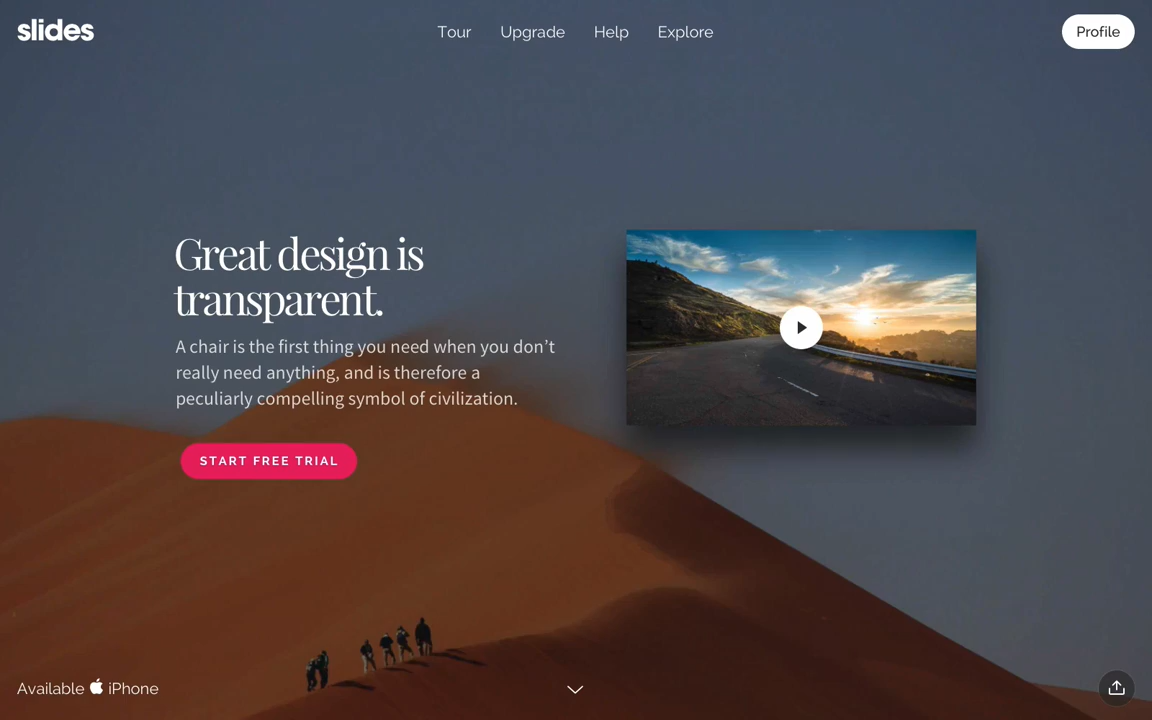 slides
Tour
Upgrade
Help
Explore
Profile
Great design is
transparent.
A chair is the first thing you need when you don’t
really need anything, and is therefore a
peculiarly compelling symbol of civilization.
START FREE TRIAL
Available iPhone